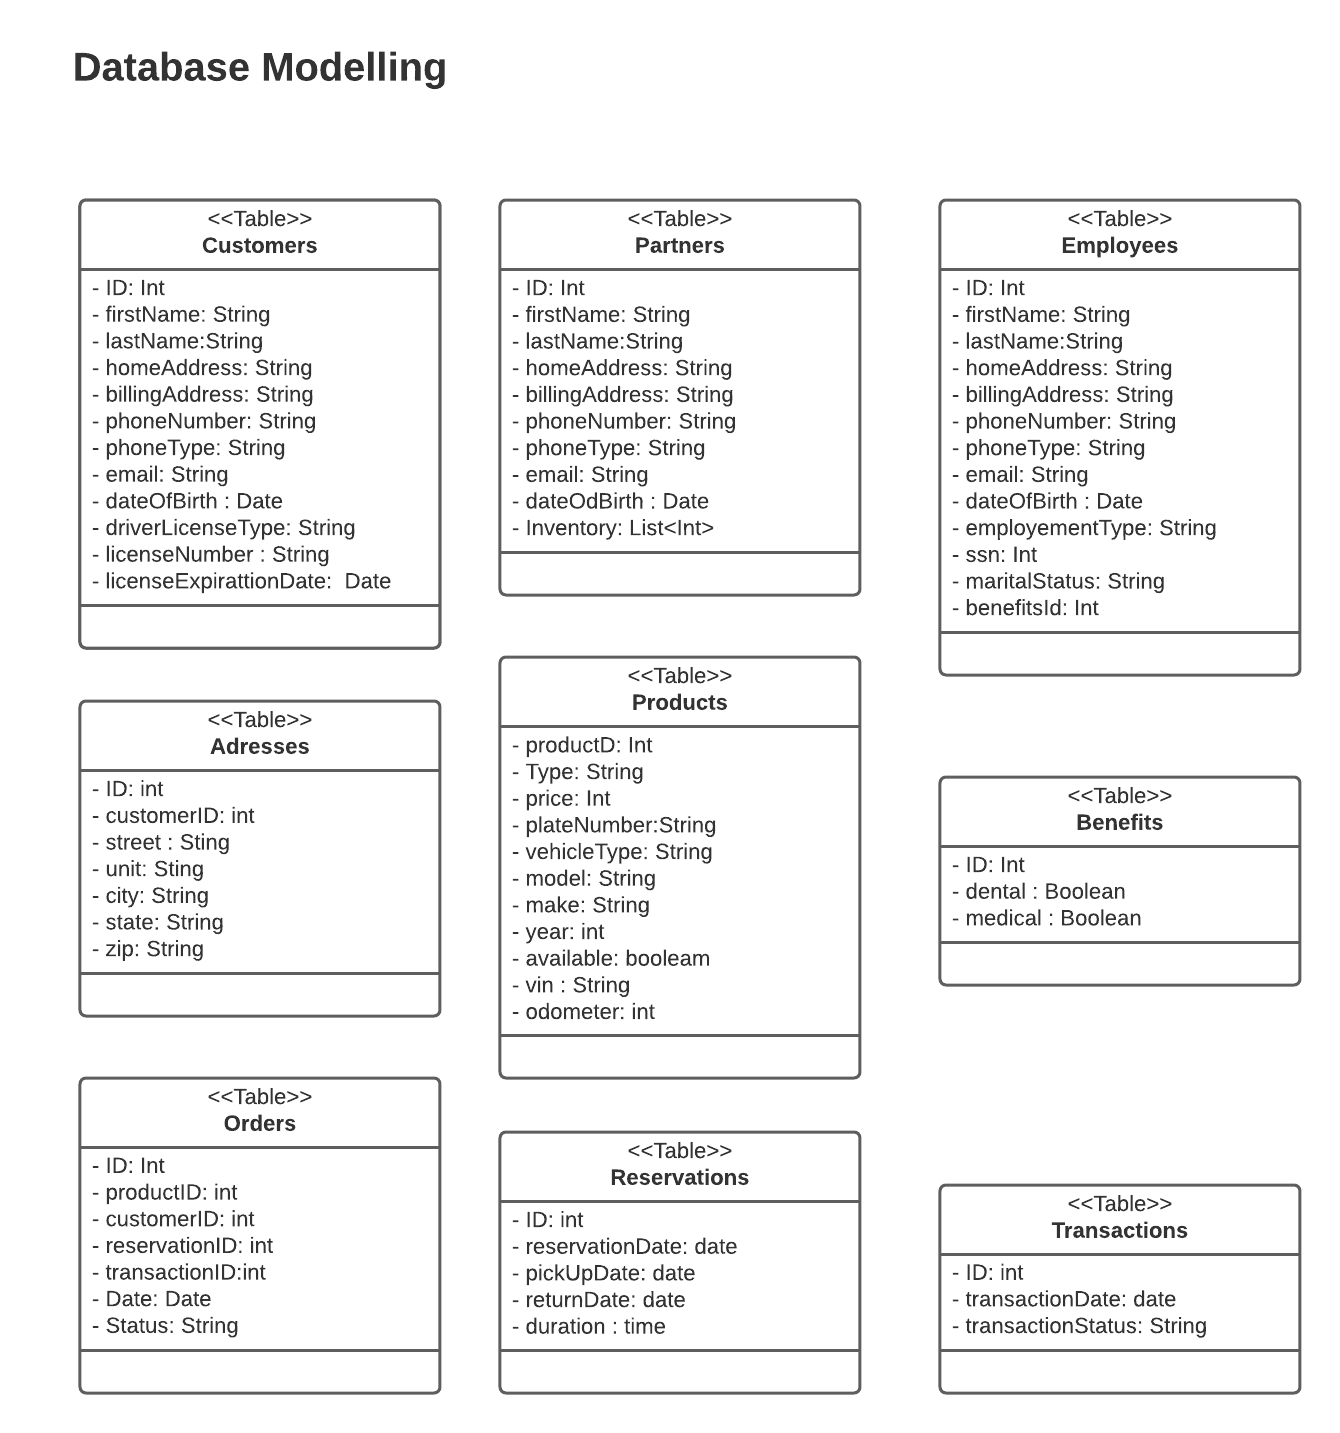 Database Modelling
<<Table>>
Customers
- ID: Int
- firstName: String
- lastName:String
- homeAddress: String
- billingAddress: String
- phoneNumber: String
- phoneType: String
- email: String
- dateOfBirth : Date
- driverLicenseType: String
- licenseNumber : String
- licenseExpirattionDate:  Date
<<Table>>
Partners
- ID: Int
- firstName: String
- lastName:String
- homeAddress: String
- billingAddress: String
- phoneNumber: String
- phoneType: String
- email: String
- dateOdBirth : Date
- Inventory: List<Int>
<<Table>>
Employees
- ID: Int
- firstName: String
- lastName:String
- homeAddress: String
- billingAddress: String
- phoneNumber: String
- phoneType: String
- email: String
- dateOfBirth : Date
- employementType: String
- ssn: Int
- maritalStatus: String
- benefitsId: Int
<<Table>>
Adresses
- ID: int
- customerID: int
- street : Sting
- unit: Sting
- city: String
- state: String
- zip: String
<<Table>>
Products
- productD: Int
- Type: String
- price: Int
- plateNumber:String
- vehicleType: String
- model: String
- make: String
- year: int
- available: booleam
- vin : String
- odometer: int
<<Table>>
Benefits
- ID: Int
- dental : Boolean
- medical : Boolean
<<Table>>
Orders
- ID: Int
- productID: int
- customerID: int
- reservationID: int
- transactionID:int
- Date: Date
- Status: String
<<Table>>
Reservations
- ID: int
- reservationDate: date
- pickUpDate: date
- returnDate: date
- duration : time
<<Table>>
Transactions
- ID: int
- transactionDate: date
- transactionStatus: String